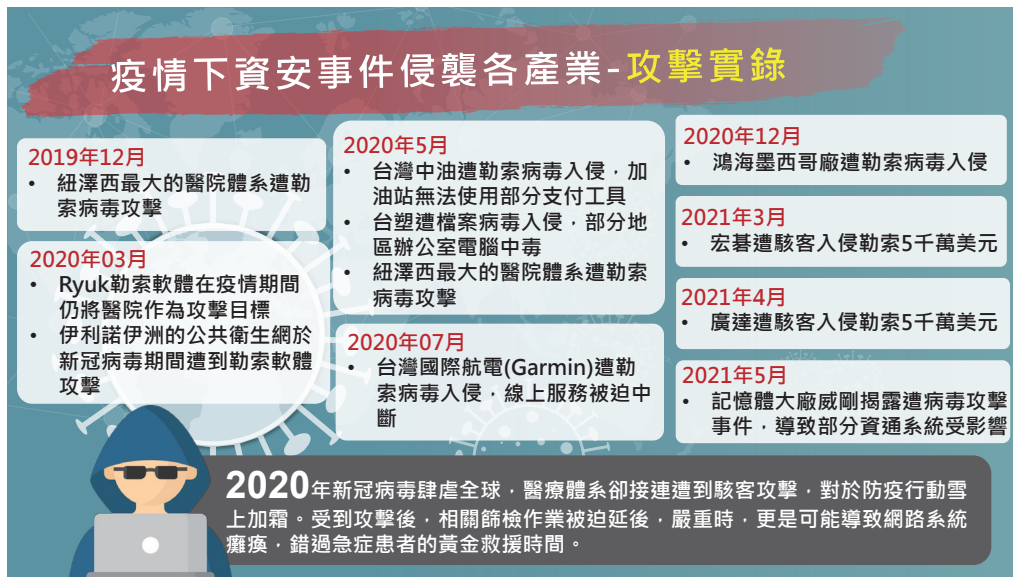 疫情下資安事件侵襲各產業-攻擊實錄
2019年12月
• 紐澤西最大的醫院體系遭勒
索病毒攻擊
2020年03月
• Ryuk勒索軟體在疫情期間
仍將醫院作為攻擊目標
• 伊利諾伊洲的公共衛生網於
新冠病毒期間遭到勒索軟體
攻擊
2020年5月
• 台灣中油遭勒索病毒入侵，加
油站無法使用部分支付工具
• 台塑遭檔案病毒入侵，部分地
區辦公室電腦中毒
• 紐澤西最大的醫院體系遭勒索
病毒攻擊
2020年07月
• 台灣國際航電(Garmin)遭勒
索病毒入侵，線上服務被迫中
斷
2020年12月
• 鴻海墨西哥廠遭勒索病毒入侵
2021年3月
• 宏碁遭駭客入侵勒索5千萬美元
2021年4月
• 廣達遭駭客入侵勒索5千萬美元
2021年5月
• 記憶體大廠威剛揭露遭病毒攻擊
事件，導致部分資通系統受影響
2020年新冠病毒肆虐全球，醫療體系卻接連遭到駭客攻擊，對於防疫行動雪
上加霜。受到攻擊後，相關篩檢作業被迫延後，嚴重時，更是可能導致網路系統
癱瘓，錯過急症患者的黃金救援時間。